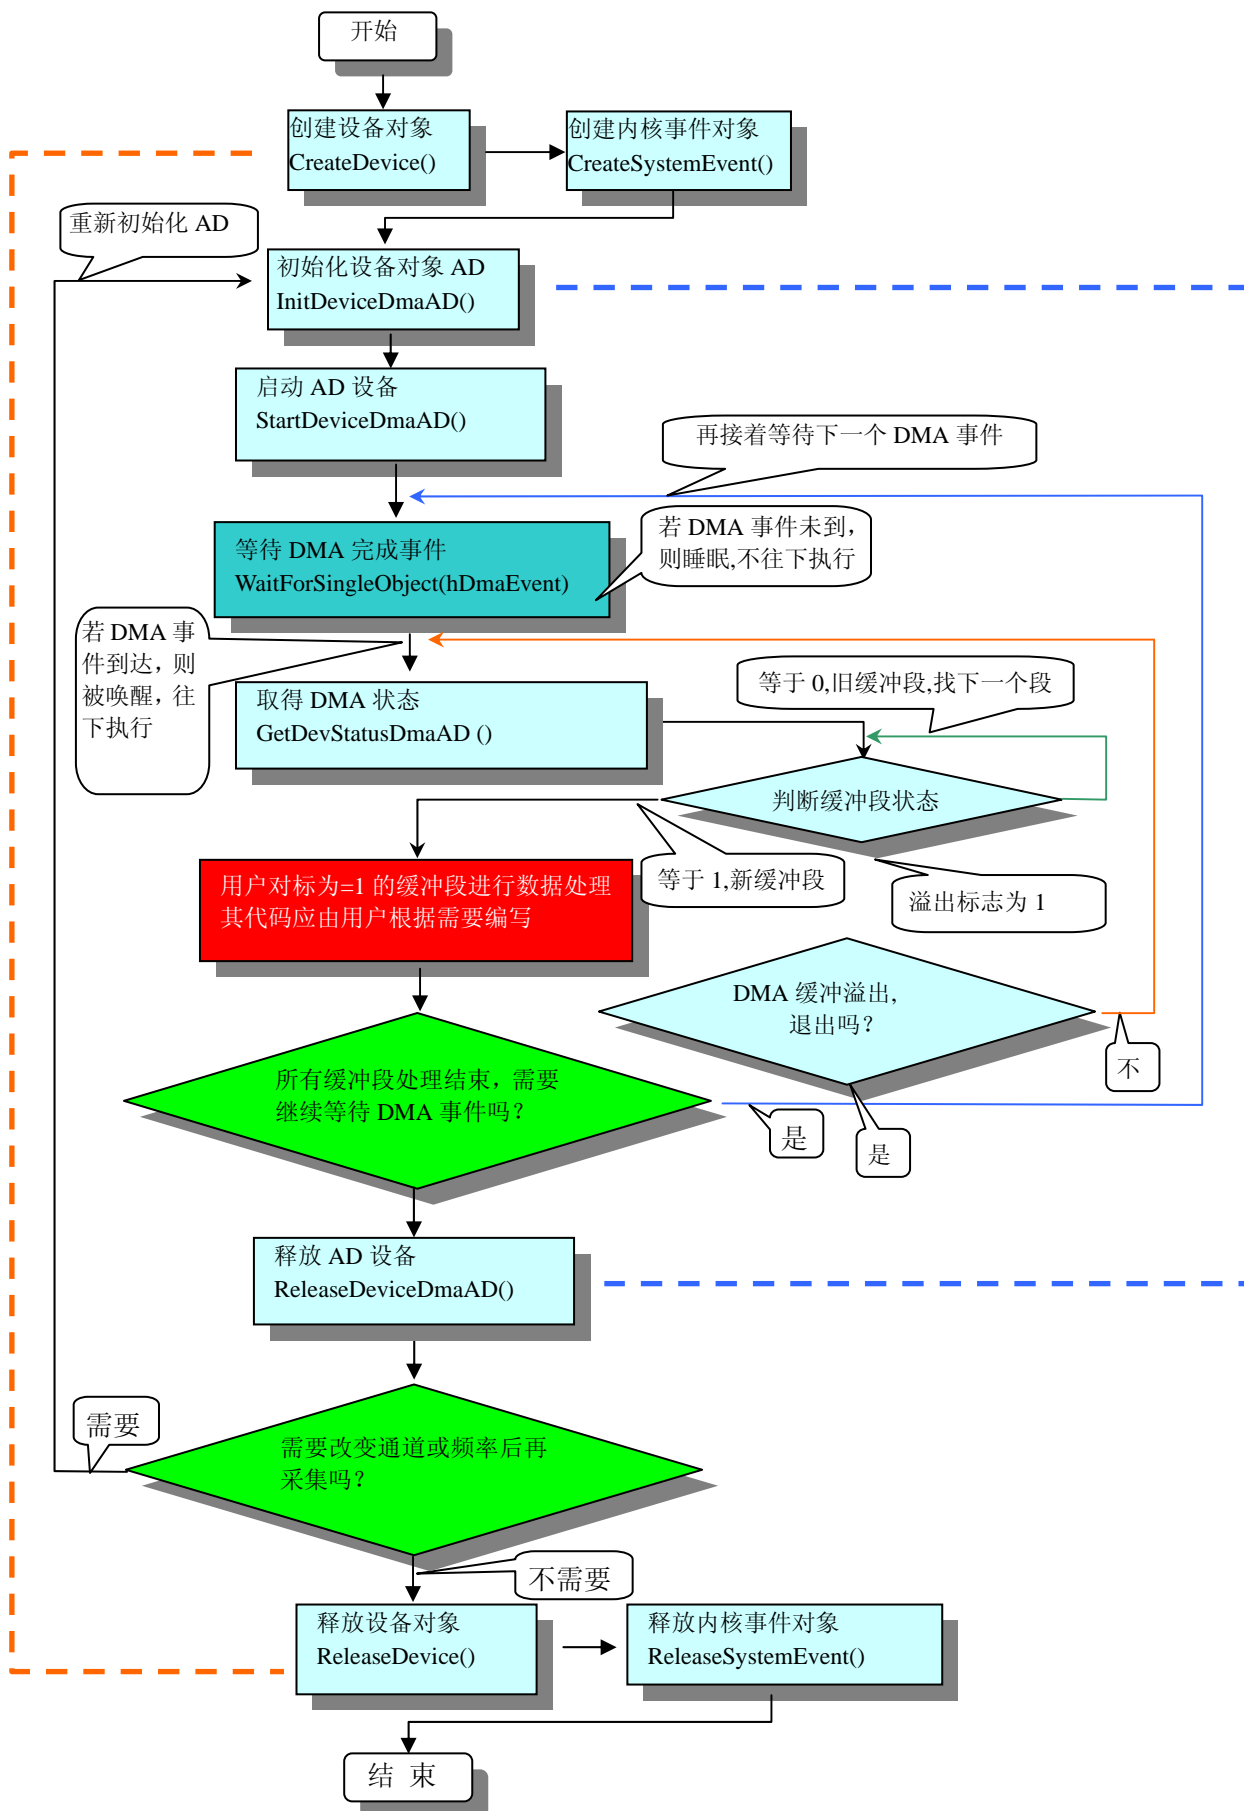 开始
创建设备对象
CreateDevice()
创建内核事件对象
CreateSystemEvent()
重新初始化 AD
初始化设备对象 AD
InitDeviceDmaAD()
启动 AD 设备
StartDeviceDmaAD()
再接着等待下一个 DMA 事件
等待 DMA 完成事件
WaitForSingleObject(hDmaEvent)
若 DMA 事件未到，
则睡眠,不往下执行
若 DMA 事
件到达，则
被唤醒，往
下执行
取得 DMA 状态
GetDevStatusDmaAD ()
等于 0,旧缓冲段,找下一个段
判断缓冲段状态
用户对标为=1 的缓冲段进行数据处理
其代码应由用户根据需要编写
等于 1,新缓冲段
溢出标志为 1
DMA 缓冲溢出,
退出吗？
不
所有缓冲段处理结束，需要
继续等待 DMA 事件吗？
是
是
释放 AD 设备
ReleaseDeviceDmaAD()
需要
需要改变通道或频率后再
采集吗？
不需要
释放设备对象
ReleaseDevice()
释放内核事件对象
ReleaseSystemEvent()
结 束